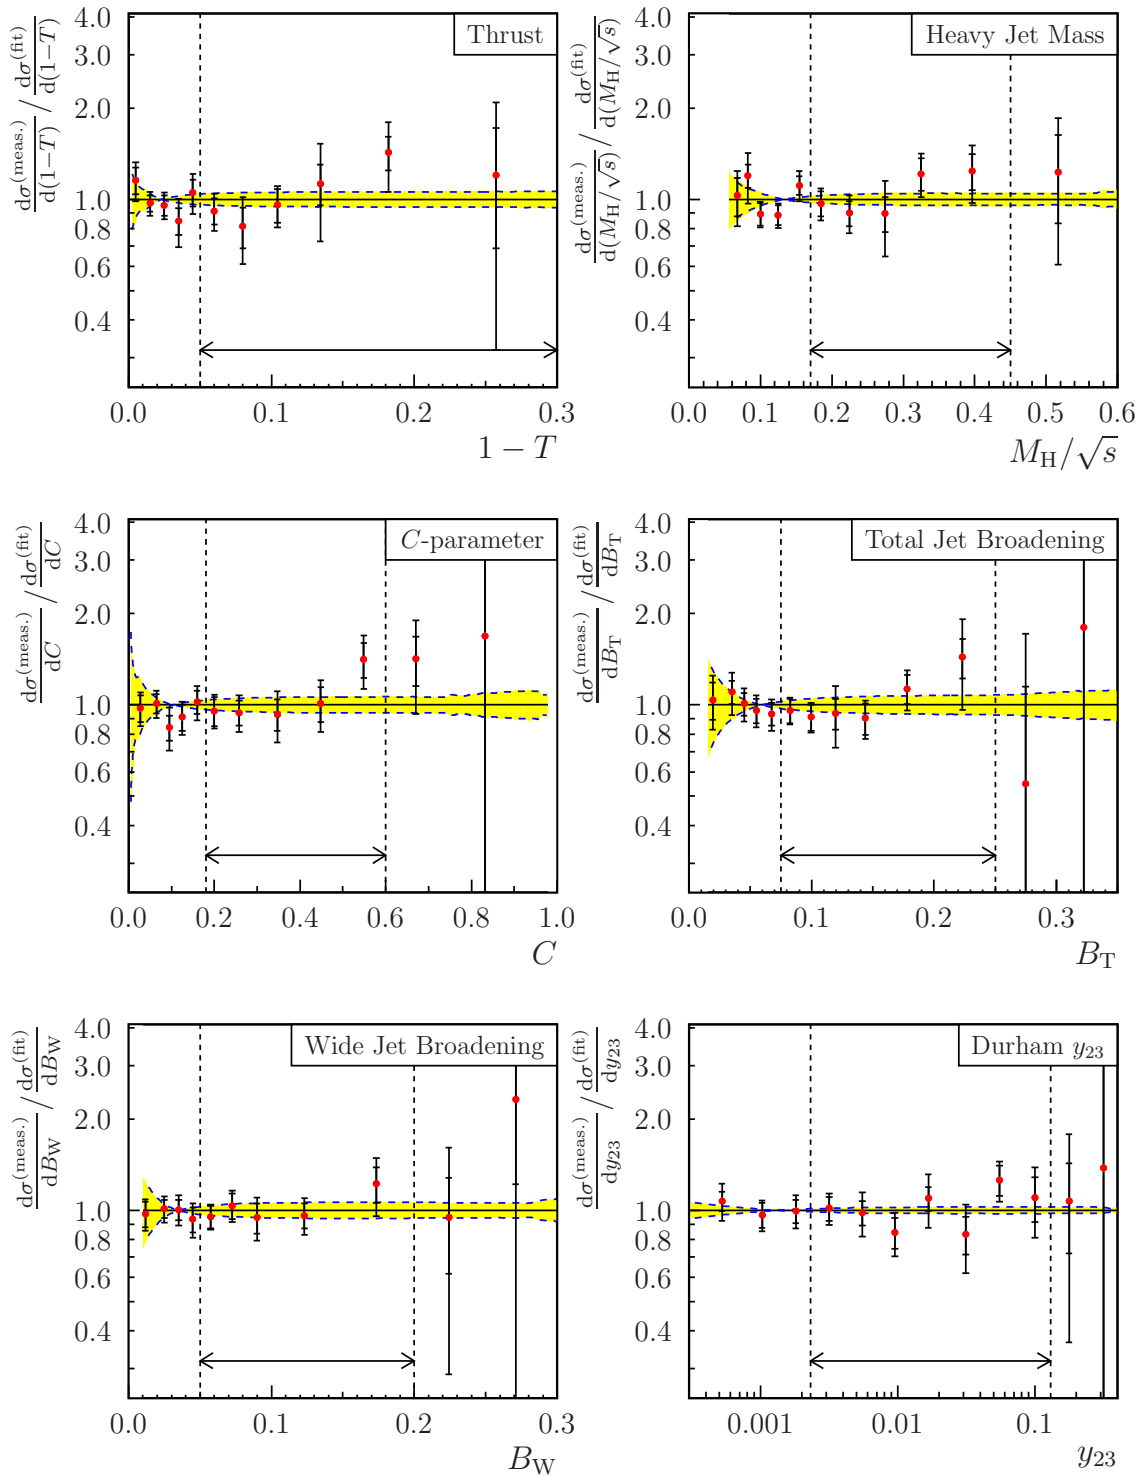 Thrust
dσ^(meas.)/d(1−T) / dσ^(fit)/d(1−T)
4.0
3.0
2.0
1.0
0.8
0.6
0.4
0.0 0.1 0.2 0.3
1 − T
Heavy Jet Mass
dσ^(meas.)/d(M_H/√s) / dσ^(fit)/d(M_H/√s)
4.0
3.0
2.0
1.0
0.8
0.6
0.4
0.0 0.1 0.2 0.3 0.4 0.5 0.6
M_H/√s
C-parameter
dσ^(meas.)/dC / dσ^(fit)/dC
4.0
3.0
2.0
1.0
0.8
0.6
0.4
0.0 0.2 0.4 0.6 0.8 1.0
C
Total Jet Broadening
dσ^(meas.)/dB_T / dσ^(fit)/dB_T
4.0
3.0
2.0
1.0
0.8
0.6
0.4
0.0 0.1 0.2 0.3
B_T
Wide Jet Broadening
dσ^(meas.)/dB_W / dσ^(fit)/dB_W
4.0
3.0
2.0
1.0
0.8
0.6
0.4
0.0 0.1 0.2 0.3
B_W
Durham y_23
dσ^(meas.)/dy_23 / dσ^(fit)/dy_23
4.0
3.0
2.0
1.0
0.8
0.6
0.4
0.001 0.01 0.1
y_23